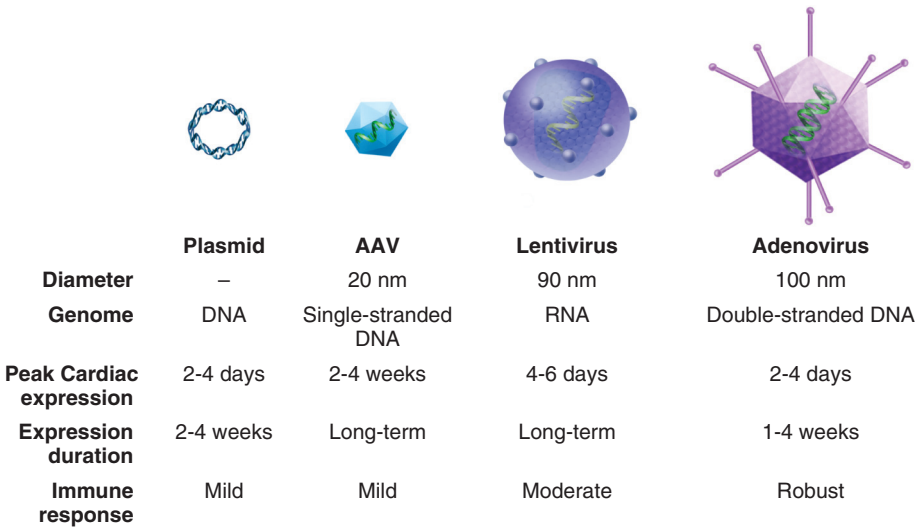 Plasmid AAV Lentivirus Adenovirus
Diameter – 20 nm 90 nm 100 nm
Genome DNA Single-stranded RNA Double-stranded DNA
DNA
Peak Cardiac 2-4 days 2-4 weeks 4-6 days 2-4 days
expression
Expression 2-4 weeks Long-term Long-term 1-4 weeks
duration
Immune Mild Mild Moderate Robust
response